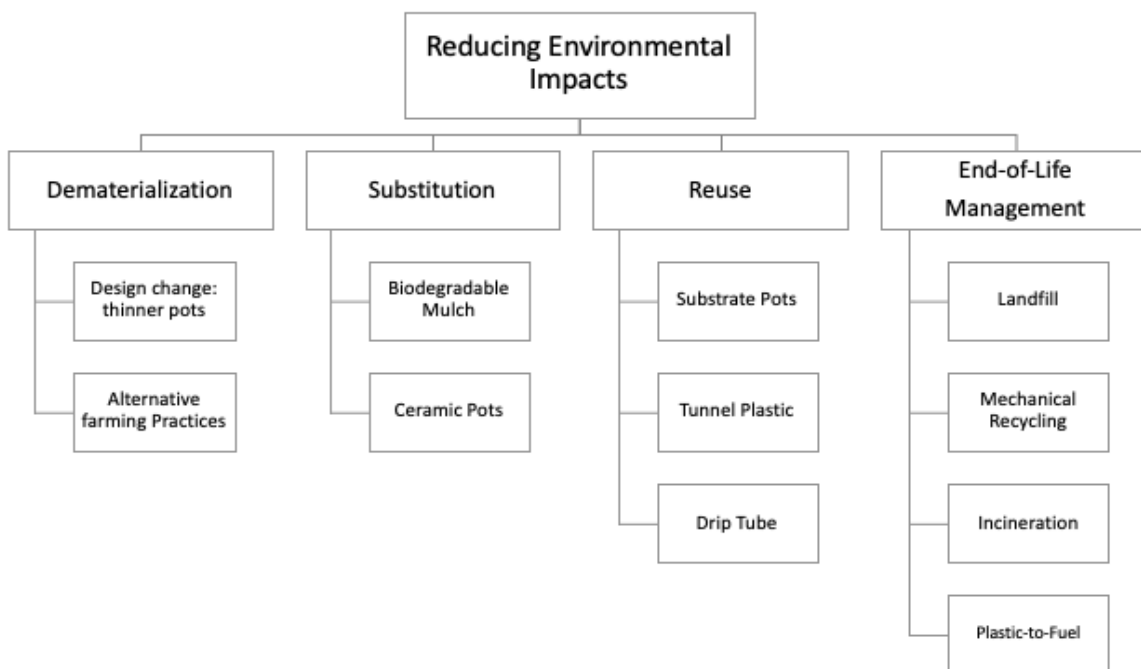 Reducing Environmental
Impacts
Dematerialization
Design change:
thinner pots
Alternative
farming Practices
Substitution
Biodegradable
Mulch
Ceramic Pots
Reuse
Substrate Pots
Tunnel Plastic
Drip Tube
End-of-Life
Management
Landfill
Mechanical
Recycling
Incineration
Plastic-to-Fuel